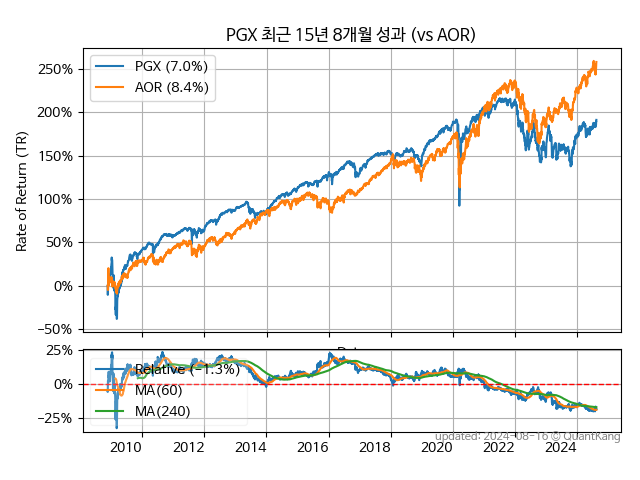 PGX 최근 15년 8개월 성과 (vs AOR)
PGX (7.0%)
AOR (8.4%)
Rate of Return (TR)
250%
200%
150%
100%
50%
0%
−50%
25%
0%
−25%
Relative (−1.3%)
MA(60)
MA(240)
2010 2012 2014 2016 2018 2020 2022 2024
updated: 2024-08-16 © QuantKang